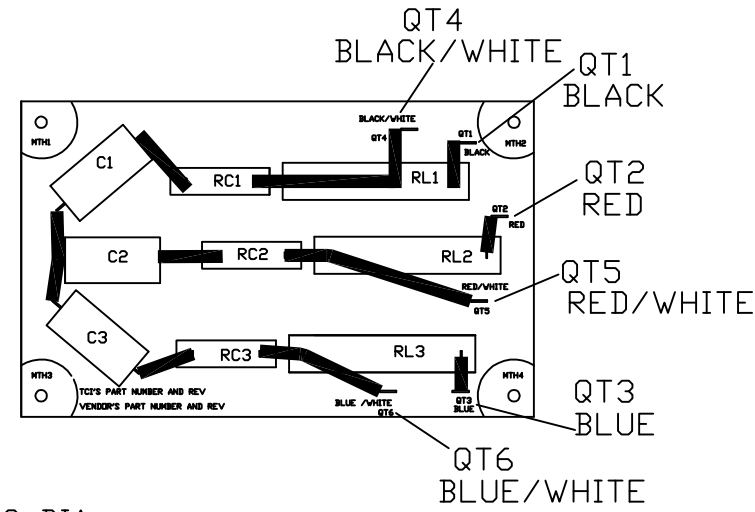 QT4
BLACK/WHITE
QT1
BLACK
BLACK/WHITE
QT4
QT1
BLACK
MTH1
MTH2
C1
RC1
RL1
QT2
RED
QT2
RED
C2
RC2
RL2
QT5
RED/WHITE
RED/WHITE
QT5
C3
RC3
RL3
MTH3
MTH4
TCI'S PART NUMBER AND REV
VENDOR'S PART NUMBER AND REV
BLUE /WHITE
QT6
QT3
BLUE
QT3
BLUE
QT6
BLUE/WHITE